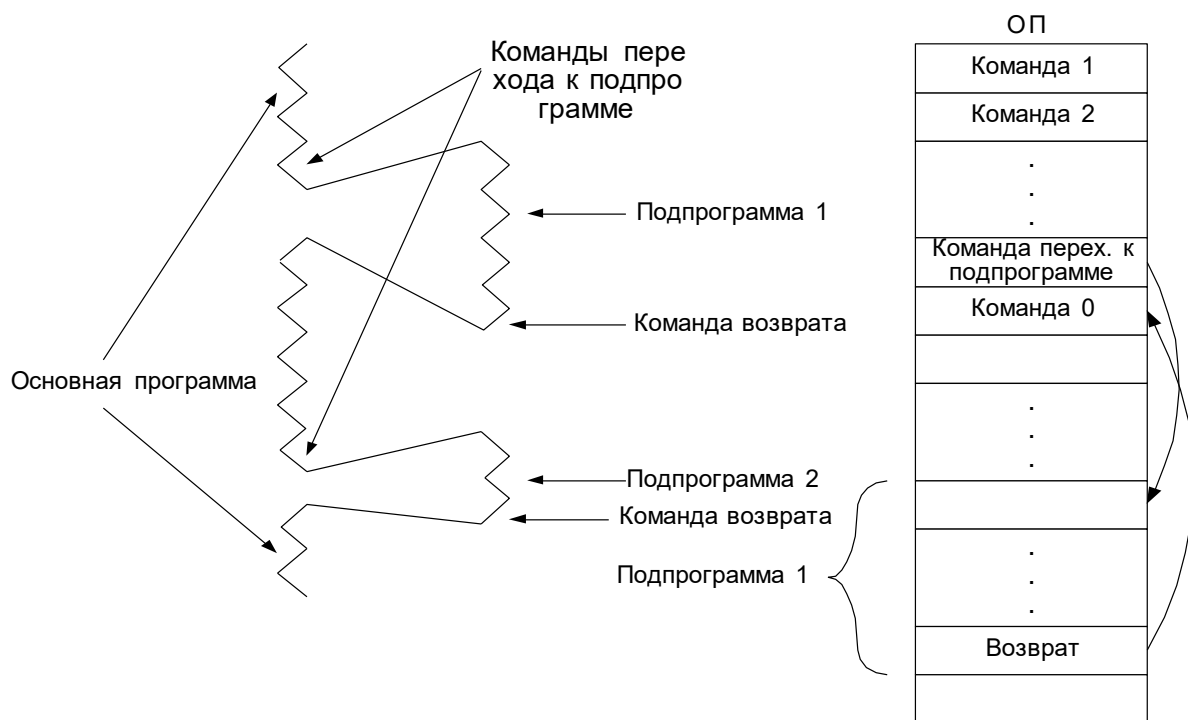 Команды пере
хода к подпро
грамме
Подпрограмма 1
Команда возврата
Основная программа
Подпрограмма 2
Команда возврата
Подпрограмма 1
ОП
Команда 1
Команда 2
.
.
.
Команда перех. к
подпрограмме
Команда 0
.
.
.
.
.
.
Возврат